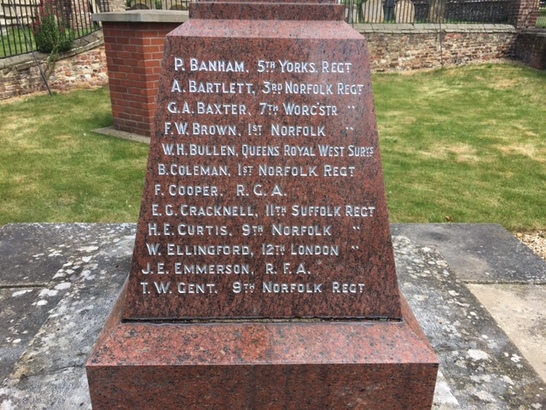 P. BANHAM, 5TH YORKS. REGT
A. BARTLETT, 3RD NORFOLK REGT
G.A. BAXTER, 7TH WORC'STR "
F.W. BROWN, 1ST NORFOLK "
W.H. BULLEN, QUEENS ROYAL WEST SURYS
B. COLEMAN, 1ST NORFOLK REGT
F. COOPER, R.G.A.
E.G. CRACKNELL, 11TH SUFFOLK REGT
H.E. CURTIS, 9TH NORFOLK "
W. ELLINGFORD, 12TH LONDON "
J.E. EMMERSON, R.F.A.
T.W. GENT, 9TH NORFOLK REGT